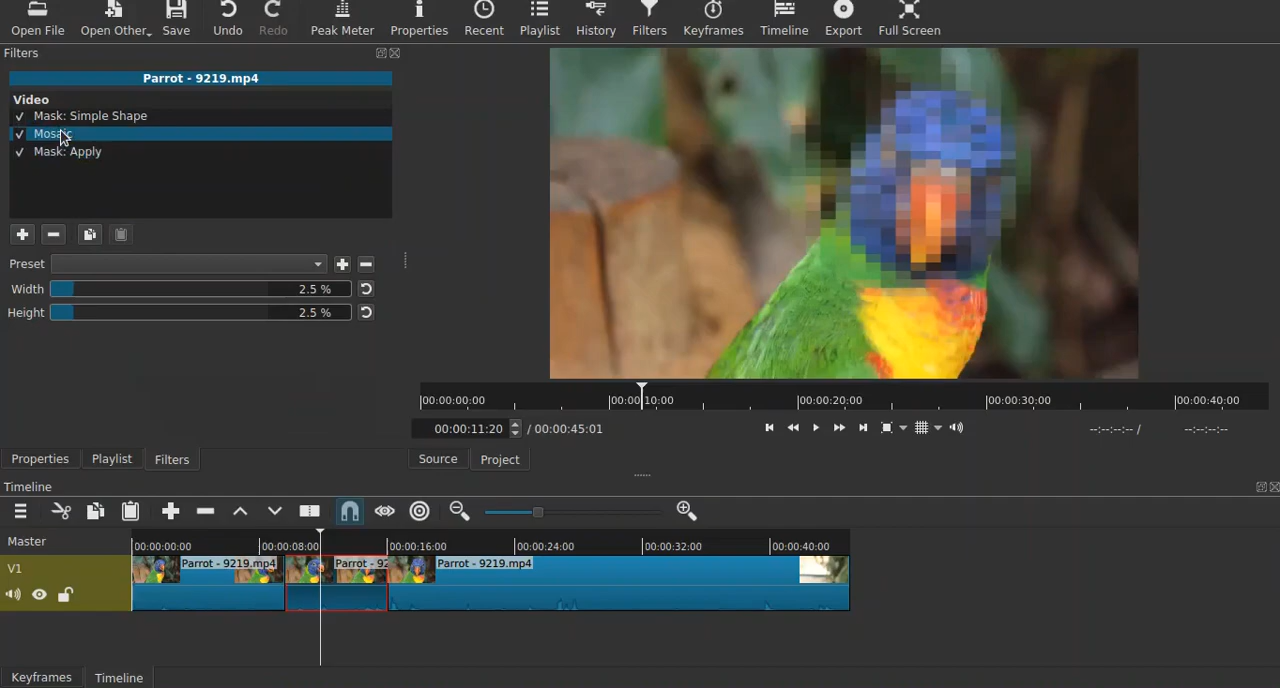 Open File Open Other Save Undo Redo Peak Meter Properties Recent Playlist History Filters Keyframes Timeline Export Full Screen
Filters
Parrot - 9219.mp4
Video
✓ Mask: Simple Shape
✓ Mosaic
✓ Mask: Apply
Preset
Width 2.5 %
Height 2.5 %
00:00:00:00 00:00:10:00 00:00:20:00 00:00:30:00 00:00:40:00
00:00:11:20 / 00:00:45:01 --:--:--:-- / --:--:--:--
Properties Playlist Filters Source Project
Timeline
Master 00:00:00:00 00:00:08:00 00:00:16:00 00:00:24:00 00:00:32:00 00:00:40:00
V1 Parrot - 9219.mp4 Parrot - 92 Parrot - 9219.mp4
Keyframes Timeline